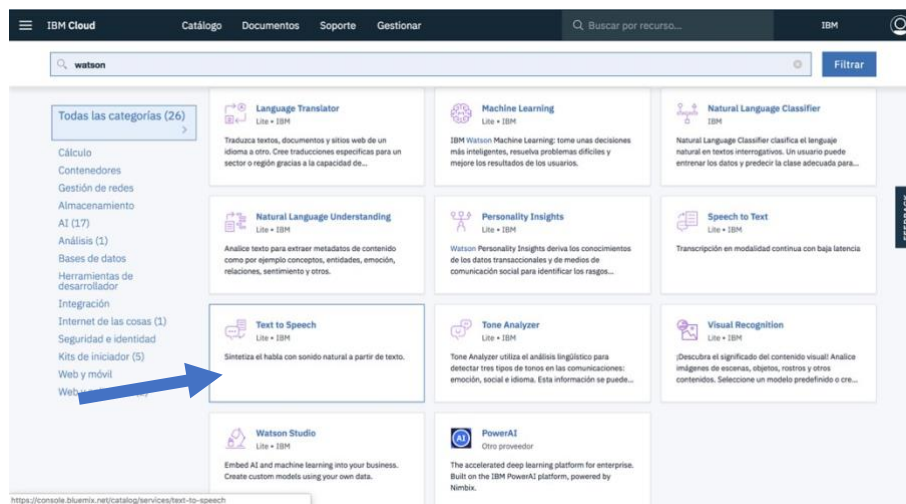 IBM Cloud Catálogo Documentos Soporte Gestionar Buscar por recurso... IBM
watson Filtrar
Todas las categorías (26)
>
Cálculo
Contenedores
Gestión de redes
Almacenamiento
AI (17)
Análisis (1)
Bases de datos
Herramientas de
desarrollador
Integración
Internet de las cosas (1)
Seguridad e identidad
Kits de iniciador (5)
Web y móvil
Language Translator
Lite • IBM
Traduzca textos, documentos y sitios web de un
idioma a otro. Cree traducciones específicas para un
sector o región gracias a la capacidad de...
Machine Learning
Lite • IBM
IBM Watson Machine Learning: tome unas decisiones
más inteligentes, resuelva problemas difíciles y
mejore los resultados de los usuarios.
Natural Language Classifier
IBM
Natural Language Classifier clasifica el lenguaje
natural en textos interrogativos. Un usuario puede
entrenar los datos y predecir la clase adecuada para...
Natural Language Understanding
Lite • IBM
Analice texto para extraer metadatos de contenido
como por ejemplo conceptos, entidades, emoción,
relaciones, sentimiento y otros.
Personality Insights
Lite • IBM
Watson Personality Insights deriva los conocimientos
de los datos transaccionales y de medios de
comunicación social para identificar los rasgos...
Speech to Text
Lite • IBM
Transcripción en modalidad continua con baja latencia
Text to Speech
Lite • IBM
Sintetiza el habla con sonido natural a partir de texto.
Tone Analyzer
Lite • IBM
Tone Analyzer utiliza el análisis lingüístico para
detectar tres tipos de tonos en las comunicaciones:
emoción, social e idioma. Esta información se puede...
Visual Recognition
Lite • IBM
¡Descubra el significado del contenido visual! Analice
imágenes de escenas, objetos, rostros y otros
contenidos. Seleccione un modelo predefinido o cre...
Watson Studio
Lite • IBM
Embed AI and machine learning into your business.
Create custom models using your own data.
AI
PowerAI
Otro proveedor
The accelerated deep learning platform for enterprise.
Built on the IBM PowerAI platform, powered by
Nimbix.
FEEDBACK
https://console.bluemix.net/catalog/services/text-to-speech